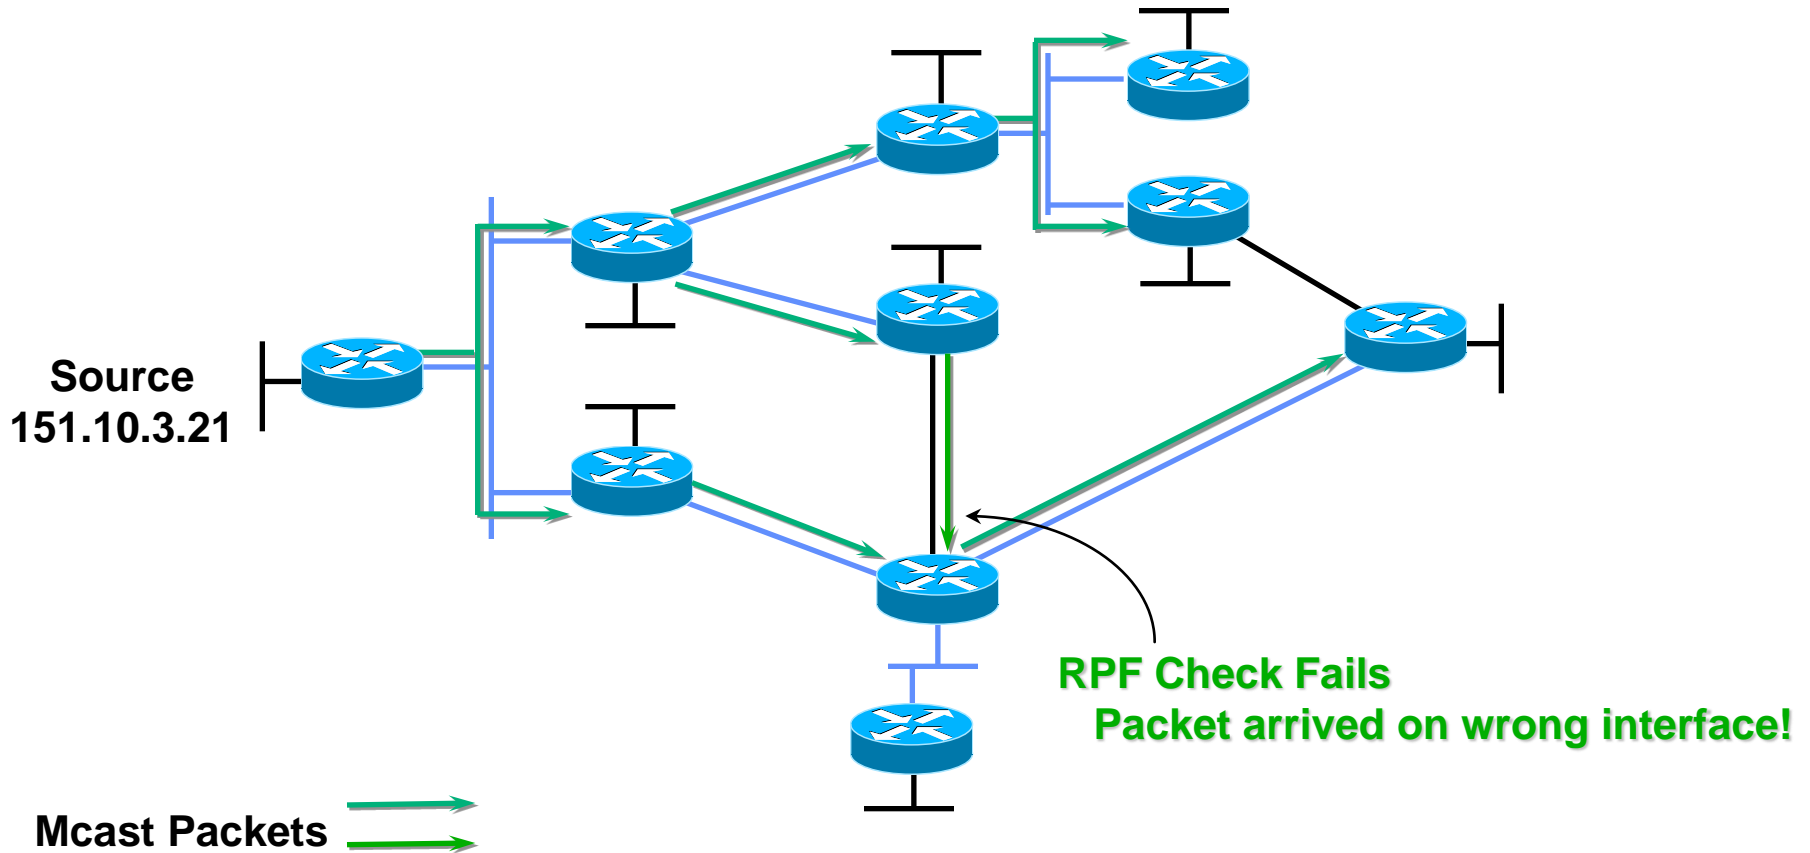 Source
151.10.3.21
RPF Check Fails
Packet arrived on wrong interface!
Mcast Packets